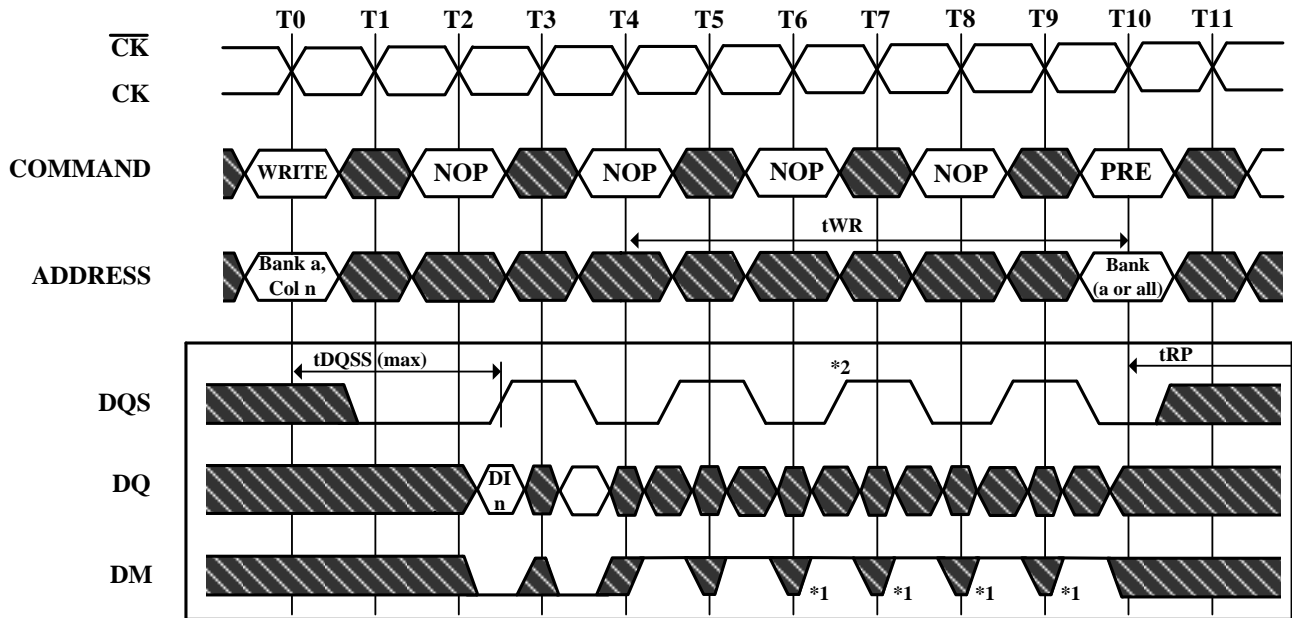 T0 T1 T2 T3 T4 T5 T6 T7 T8 T9 T10 T11
CK
CK
COMMAND WRITE NOP NOP NOP NOP PRE
tWR
ADDRESS Bank a, Col n Bank (a or all)
tDQSS (max) *2 tRP
DQS
DQ DI n
DM
*1 *1 *1 *1